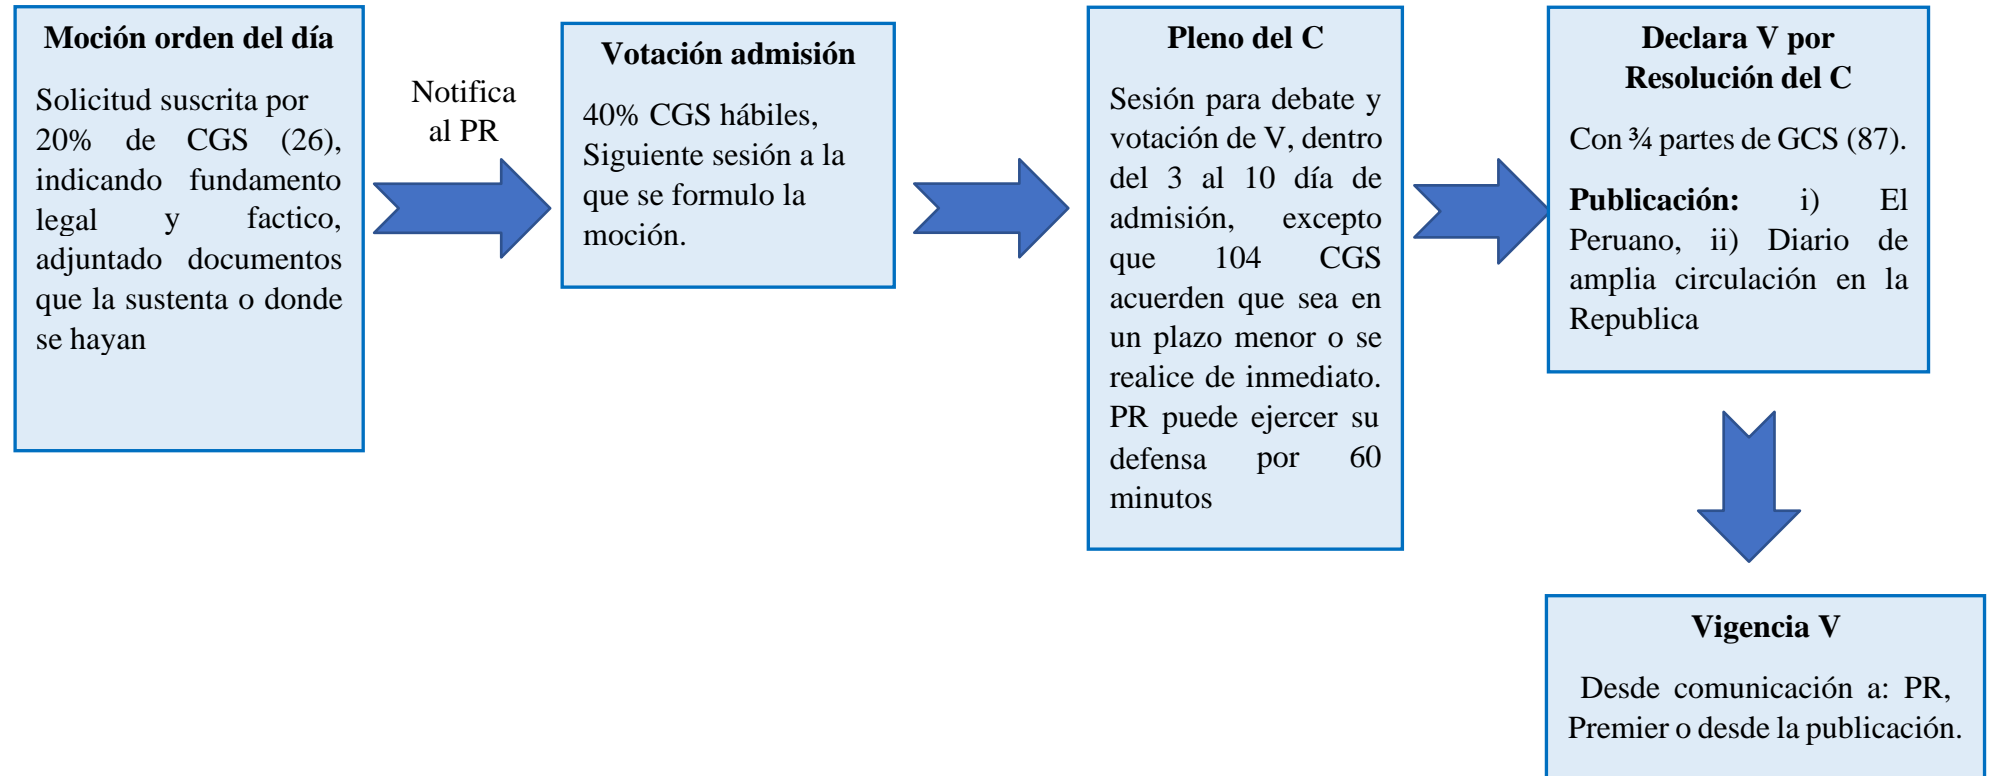 Moción orden del día
Solicitud suscrita por
20% de CGS (26),
indicando fundamento
legal y factico,
adjuntado documentos
que la sustenta o donde
se hayan
Notifica
al PR
Votación admisión
40% CGS hábiles,
Siguiente sesión a la
que se formulo la
moción.
Pleno del C
Sesión para debate y
votación de V, dentro
del 3 al 10 día de
admisión, excepto
que 104 CGS
acuerden que sea en
un plazo menor o se
realice de inmediato.
PR puede ejercer su
defensa por 60
minutos
Declara V por
Resolución del C
Con ¾ partes de GCS (87).
Publicación: i) El
Peruano, ii) Diario de
amplia circulación en la
Republica
Vigencia V
Desde comunicación a: PR,
Premier o desde la publicación.